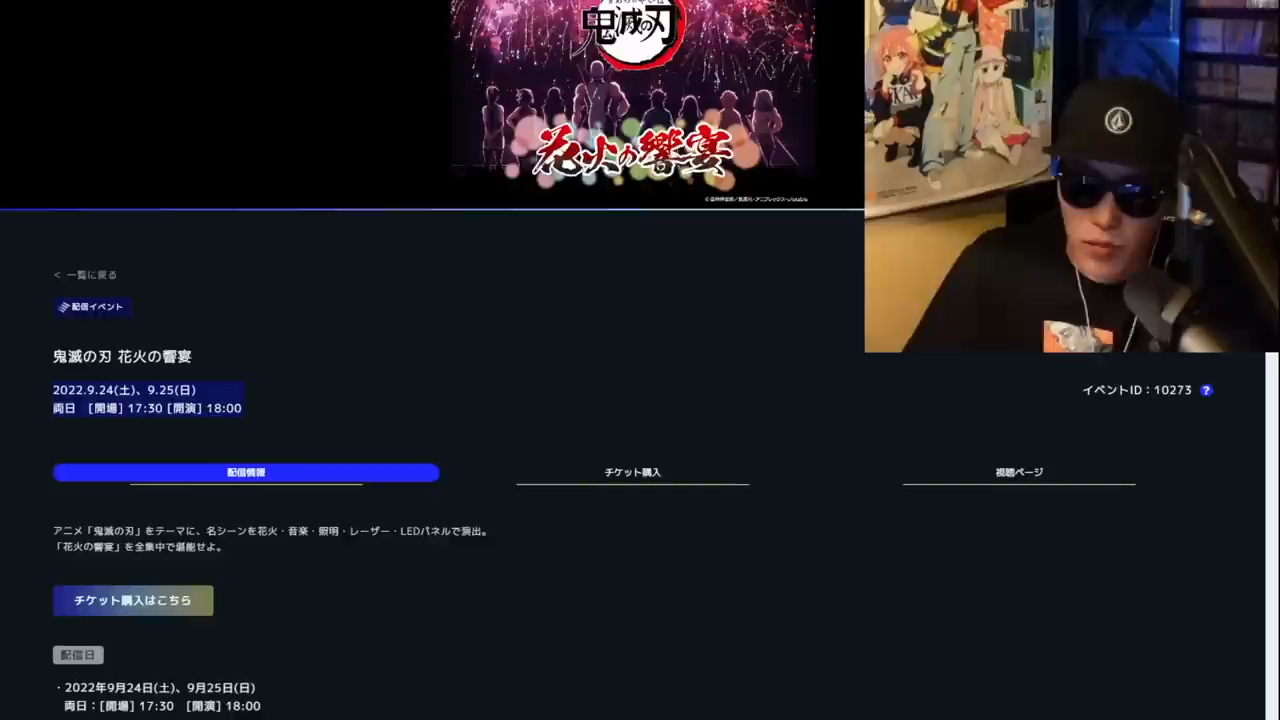 鬼滅の刃
花火の響宴
< 一覧に戻る
配信イベント
鬼滅の刃 花火の響宴
2022.9.24(土)、9.25(日)
両日 [開場] 17:30 [開演] 18:00
イベントID：10273 ?
配信情報
チケット購入
視聴ページ
アニメ「鬼滅の刃」をテーマに、名シーンを花火・音楽・照明・レーザー・LEDパネルで演出。
「花火の響宴」を全集中で堪能せよ。
チケット購入はこちら
配信日
・2022年9月24日(土)、9月25日(日)
両日：[開場] 17:30 [開演] 18:00